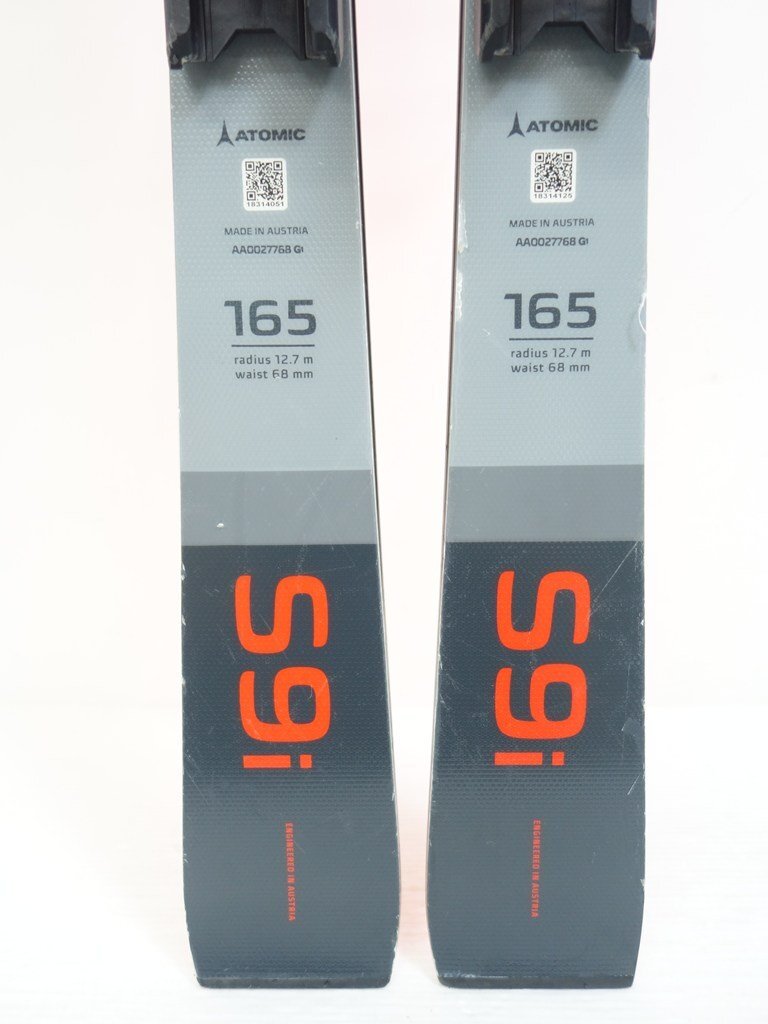 ATOMIC
18314051
MADE IN AUSTRIA
AA0027768 G1
165
radius 12.7 m
waist 68 mm
S9i
ENGINEERED IN AUSTRIA
ATOMIC
18314125
MADE IN AUSTRIA
AA0027768 G1
165
radius 12.7 m
waist 68 mm
S9i
ENGINEERED IN AUSTRIA